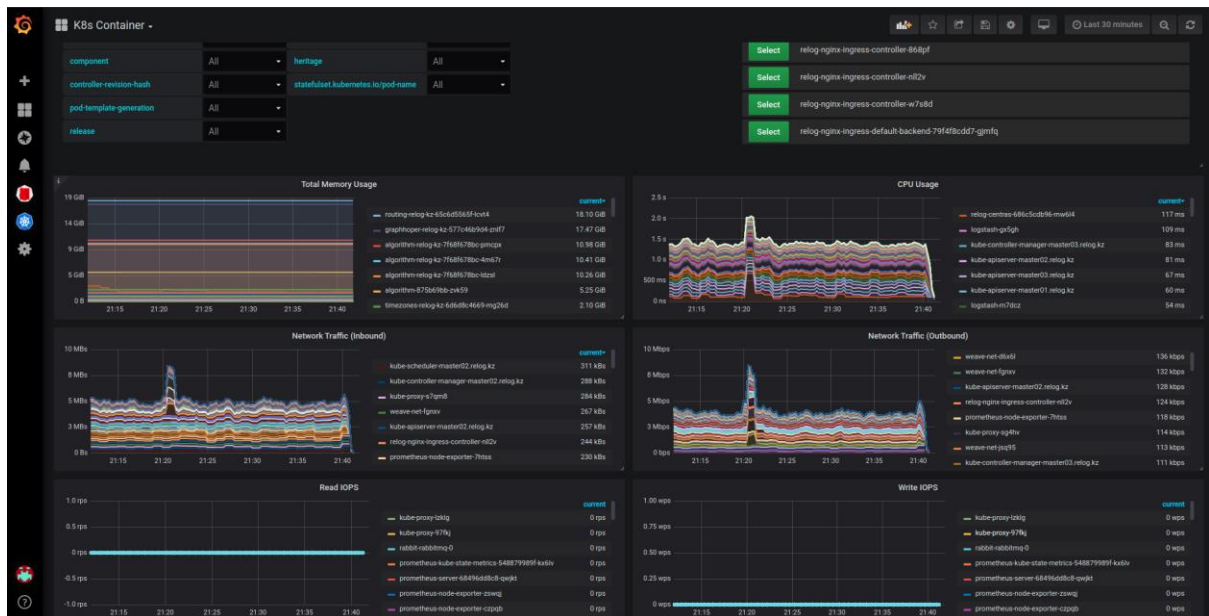 K8s Container
Last 30 minutes
component All heritage All
controller-revision-hash All statefulset.kubernetes.io/pod-name All
pod-template-generation All
release All
Select relog-nginx-ingress-controller-868pf
Select relog-nginx-ingress-controller-nll2v
Select relog-nginx-ingress-controller-w7s8d
Select relog-nginx-ingress-default-backend-79f4f8cdd7-gjmfq
Total Memory Usage
19 GiB
14 GiB
9 GiB
5 GiB
0 B
21:15 21:20 21:25 21:30 21:35 21:40
current
routing-relog-kz-65c6d5565f-lcvt4 18.10 GiB
graphhoper-relog-kz-577c46b9d4-znlf7 17.47 GiB
algorithm-relog-kz-7f68f678bc-pmcpx 10.98 GiB
algorithm-relog-kz-7f68f678bc-4m67r 10.41 GiB
algorithm-relog-kz-7f68f678bc-ldzsl 10.26 GiB
algorithm-875b69bb-zvk59 5.25 GiB
timezones-relog-kz-6d6d8c4669-mg26d 2.10 GiB
CPU Usage
2.5 s
2.0 s
1.5 s
1.0 s
500 ms
0 ns
21:15 21:20 21:25 21:30 21:35 21:40
current
relog-centras-686c5cdb96-mw6l4 117 ms
logstash-gx5gh 109 ms
kube-controller-manager-master03.relog.kz 83 ms
kube-apiserver-master02.relog.kz 81 ms
kube-apiserver-master03.relog.kz 67 ms
kube-apiserver-master01.relog.kz 60 ms
logstash-m7dcz 54 ms
Network Traffic (Inbound)
10 MBs
8 MBs
5 MBs
3 MBs
0 Bs
21:15 21:20 21:25 21:30 21:35 21:40
current
kube-scheduler-master02.relog.kz 311 kBs
kube-controller-manager-master02.relog.kz 288 kBs
kube-proxy-s7qm8 284 kBs
weave-net-fgnxv 267 kBs
kube-apiserver-master02.relog.kz 257 kBs
relog-nginx-ingress-controller-nll2v 244 kBs
prometheus-node-exporter-7htss 230 kBs
Network Traffic (Outbound)
10 Mbps
8 Mbps
5 Mbps
3 Mbps
0 bps
21:15 21:20 21:25 21:30 21:35 21:40
current
weave-net-d6x6l 136 kbps
weave-net-fgnxv 132 kbps
kube-apiserver-master02.relog.kz 128 kbps
relog-nginx-ingress-controller-nll2v 124 kbps
prometheus-node-exporter-7htss 118 kbps
kube-proxy-sg4hv 114 kbps
weave-net-jsq95 113 kbps
kube-controller-manager-master03.relog.kz 111 kbps
Read IOPS
1.0 rps
0.5 rps
0 rps
-0.5 rps
-1.0 rps
21:15 21:20 21:25 21:30 21:35 21:40
current
kube-proxy-lzklg 0 rps
kube-proxy-97fkj 0 rps
rabbit-rabbitmq-0 0 rps
prometheus-kube-state-metrics-548879989f-kx6lv 0 rps
prometheus-server-68496dd8c8-qwjkt 0 rps
prometheus-node-exporter-zswqj 0 rps
prometheus-node-exporter-czpqb 0 rps
Write IOPS
1.00 wps
0.75 wps
0.50 wps
0.25 wps
0 wps
21:15 21:20 21:25 21:30 21:35 21:40
current
kube-proxy-lzklg 0 wps
kube-proxy-97fkj 0 wps
rabbit-rabbitmq-0 0 wps
prometheus-kube-state-metrics-548879989f-kx6lv 0 wps
prometheus-server-68496dd8c8-qwjkt 0 wps
prometheus-node-exporter-zswqj 0 wps
prometheus-node-exporter-czpqb 0 wps